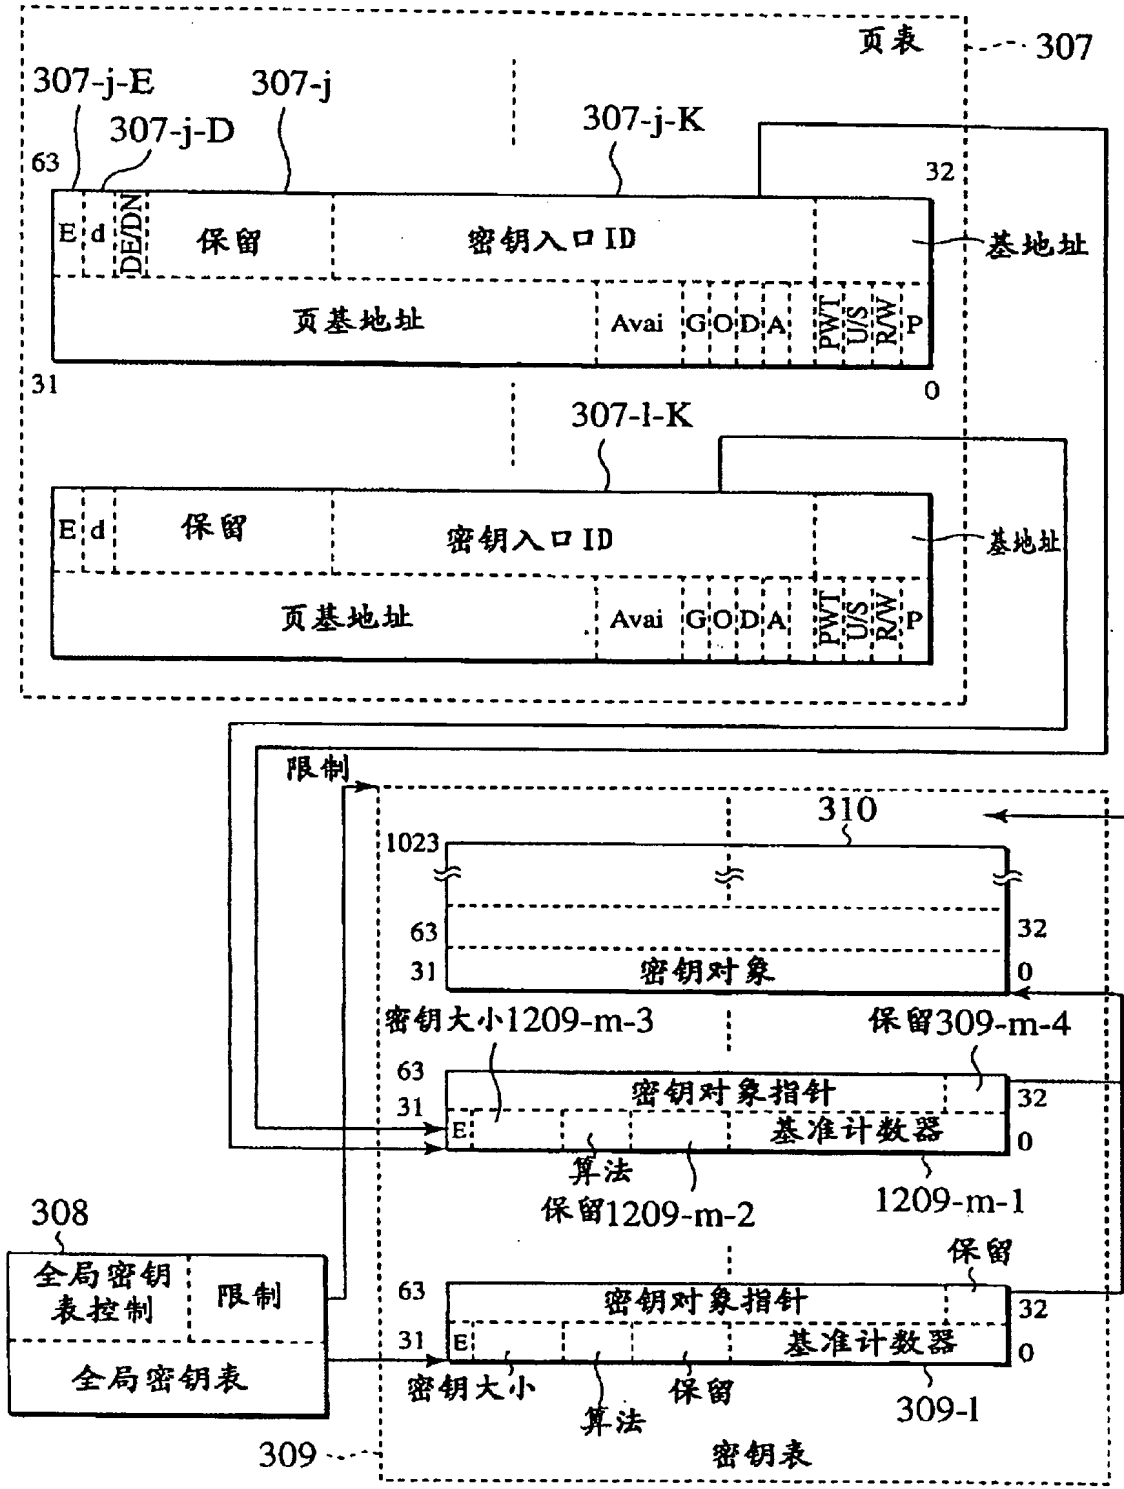 页表
307
307-j-E
307-j
307-j-D
307-j-K
63
32
E
d
DE/DN
保留
密钥入口ID
基地址
页基地址
Avai
G
O
D
A
PWT
U/S
R/W
P
31
0
307-l-K
E
d
保留
密钥入口ID
基地址
页基地址
Avai
G
O
D
A
PWT
U/S
R/W
P
限制
310
1023
63
32
31
密钥对象
0
密钥大小1209-m-3
保留309-m-4
63
密钥对象指针
32
31
E
基准计数器
0
算法
保留1209-m-2
1209-m-1
308
保留
全局密钥
表控制
限制
63
密钥对象指针
32
31
E
基准计数器
0
全局密钥表
密钥大小
算法
保留
309-l
309
密钥表